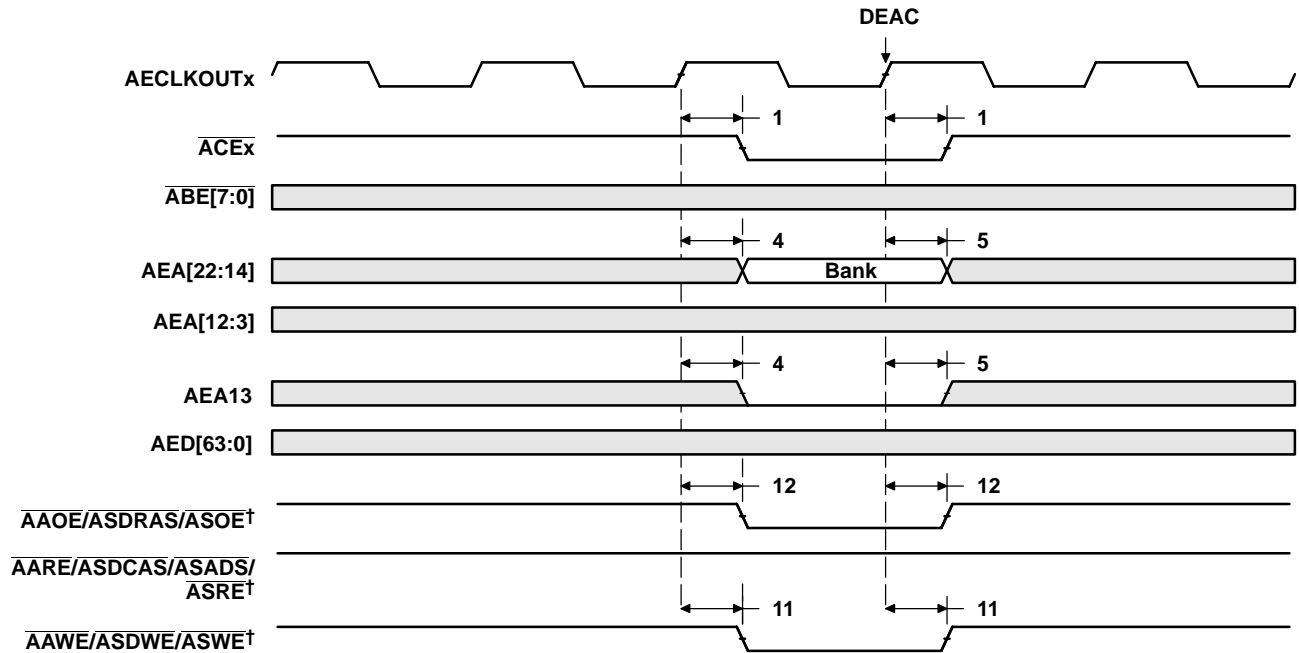 DEAC
AECLKOUTx
1 1
ACEx
ABE[7:0]
4 5
AEA[22:14] Bank
AEA[12:3]
4 5
AEA13
AED[63:0]
12 12
AAOE/ASDRAS/ASOE†
AARE/ASDCAS/ASADS/
ASRE†
11 11
AAWE/ASDWE/ASWE†